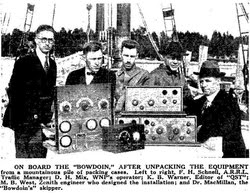 ON BOARD THE "BOWDOIN," AFTER UNPACKING THE EQUIPMENT
from a mountainous pile of packing cases. Left to right, F. H. Schnell, A.R.R.L.
Traffic Manager; D. H. Mix, WNP's operator; K. B. Warner, Editor of "QST";
M. B. West, Zenith engineer who designed the installation; and Dr. MacMillan, the
"Bowdoin's" skipper.